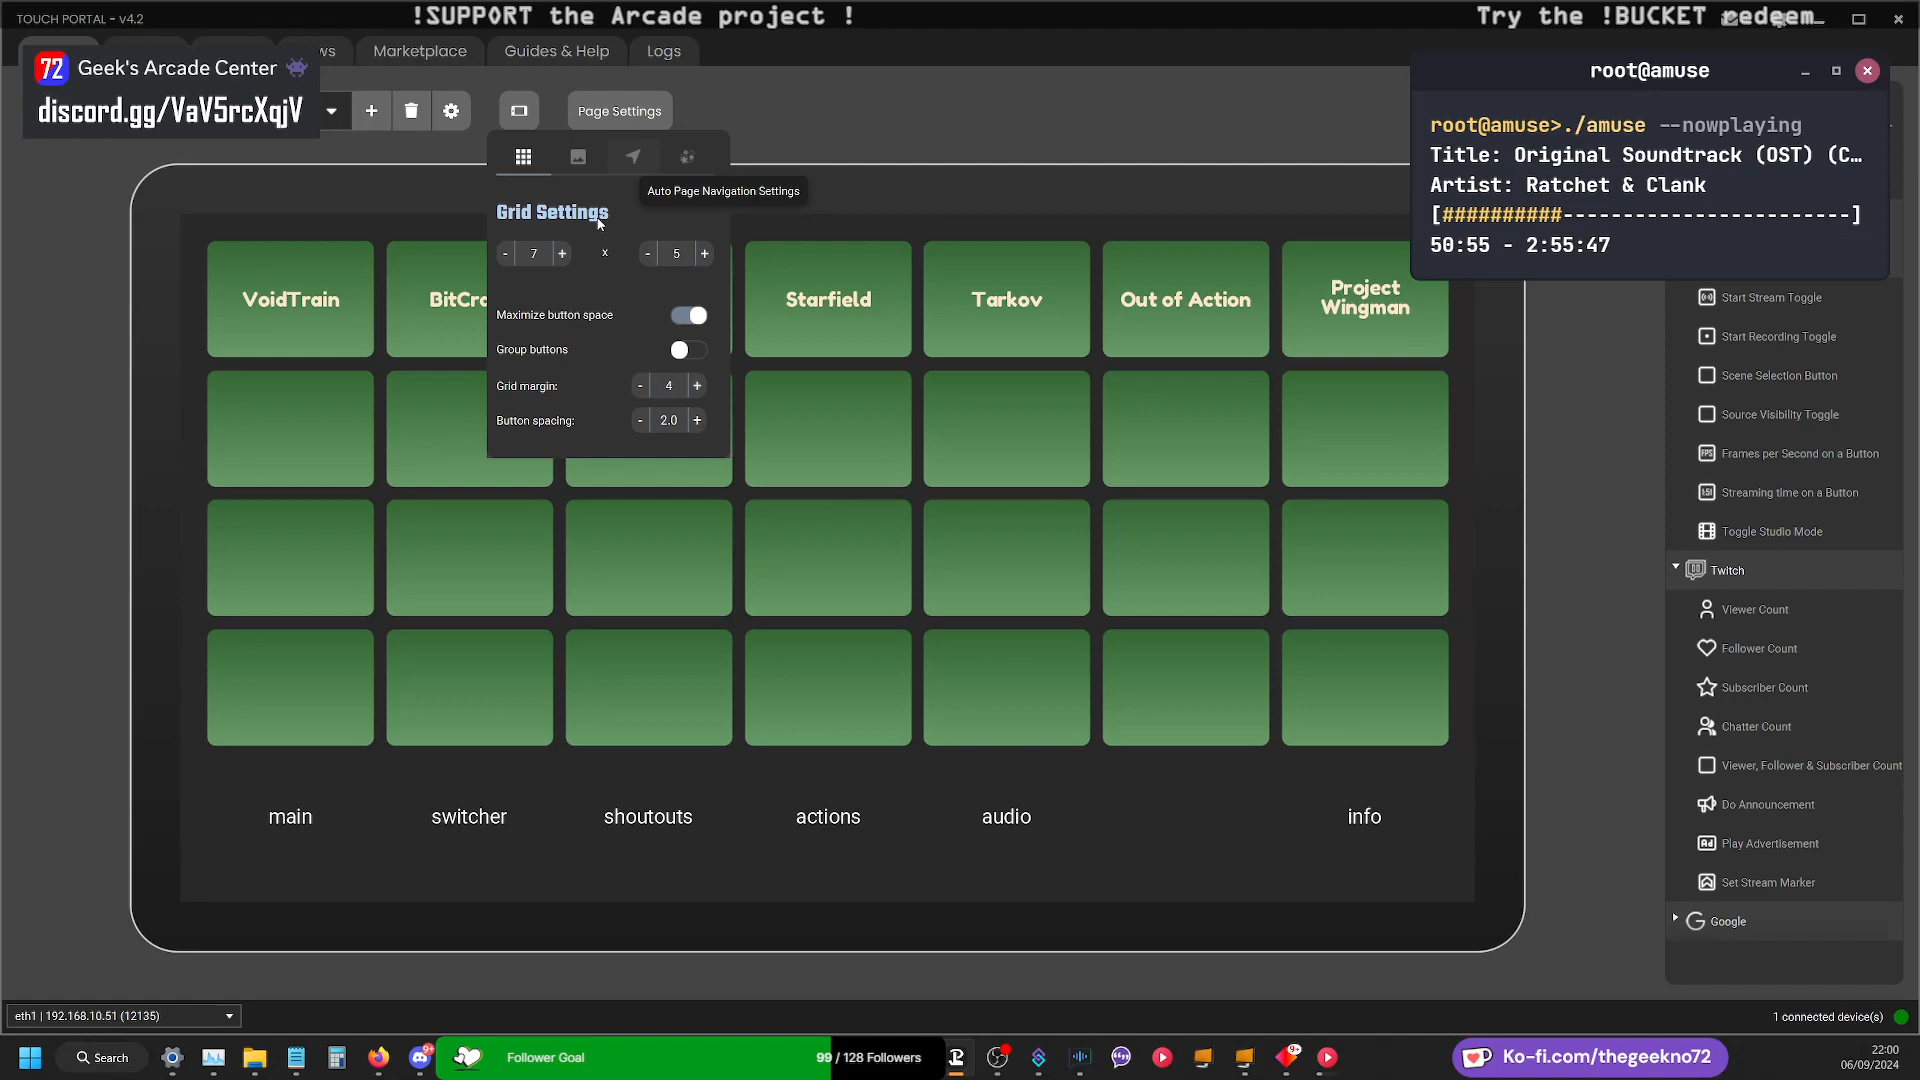 TOUCH PORTAL - v4.2
!SUPPORT the Arcade project !
Try the !BUCKET redeem
Marketplace
Guides & Help
Logs
72 Geek's Arcade Center
discord.gg/VaV5rcXqjV
Page Settings
root@amuse
root@amuse>./amuse --nowplaying
Title: Original Soundtrack (OST) (C…
Artist: Ratchet & Clank
[##########------------------------]
50:55 - 2:55:47
Auto Page Navigation Settings
Grid Settings
- 7 + x - 5 +
Maximize button space
Group buttons
Grid margin: - 4 +
Button spacing: - 2.0 +
VoidTrain
BitCra
Starfield
Tarkov
Out of Action
Project
Wingman
main
switcher
shoutouts
actions
audio
info
Start Stream Toggle
Start Recording Toggle
Scene Selection Button
Source Visibility Toggle
FPS Frames per Second on a Button
Streaming time on a Button
Toggle Studio Mode
Twitch
Viewer Count
Follower Count
Subscriber Count
Chatter Count
Viewer, Follower & Subscriber Count
Do Announcement
Ad Play Advertisement
Set Stream Marker
Google
eth1 | 192.168.10.51 (12135)
1 connected device(s)
Search
9+
Follower Goal
99 / 128 Followers
9+
Ko-fi.com/thegeekno72
22:00
06/09/2024